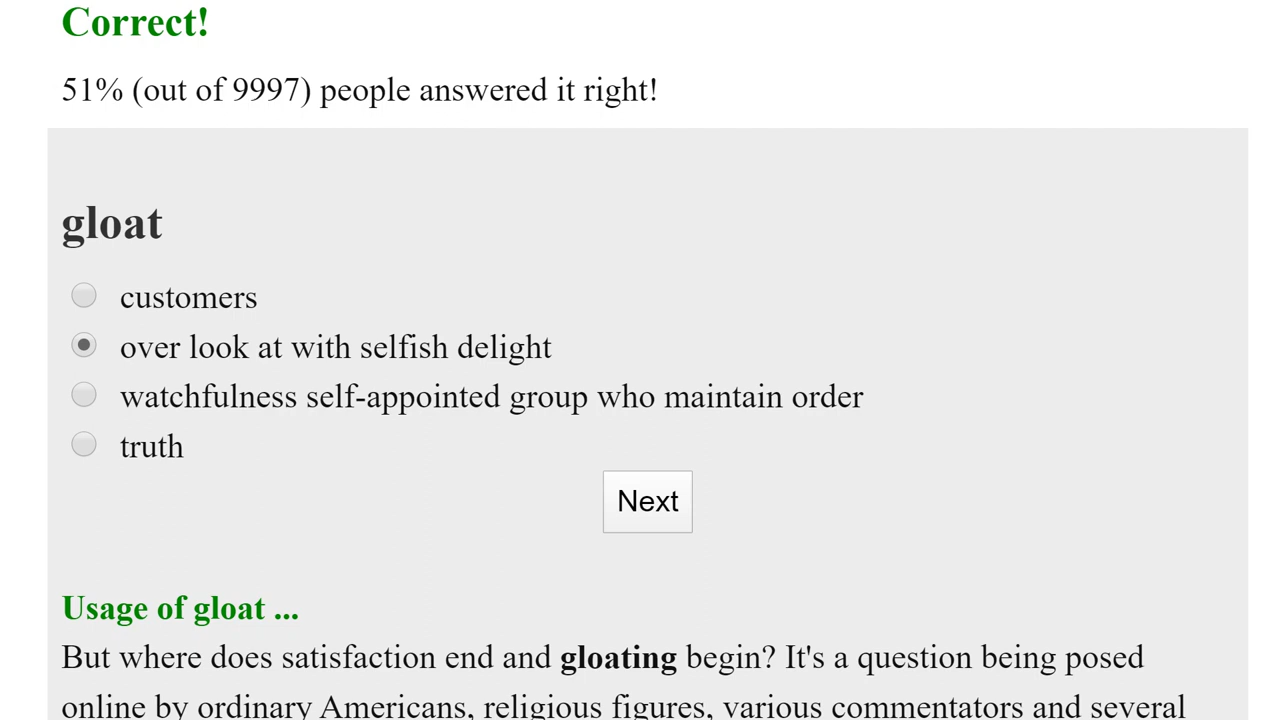 Correct!
51% (out of 9997) people answered it right!
gloat
customers
over look at with selfish delight
watchfulness self-appointed group who maintain order
truth
Next
Usage of gloat ...
But where does satisfaction end and gloating begin? It's a question being posed
online by ordinary Americans, religious figures, various commentators and several